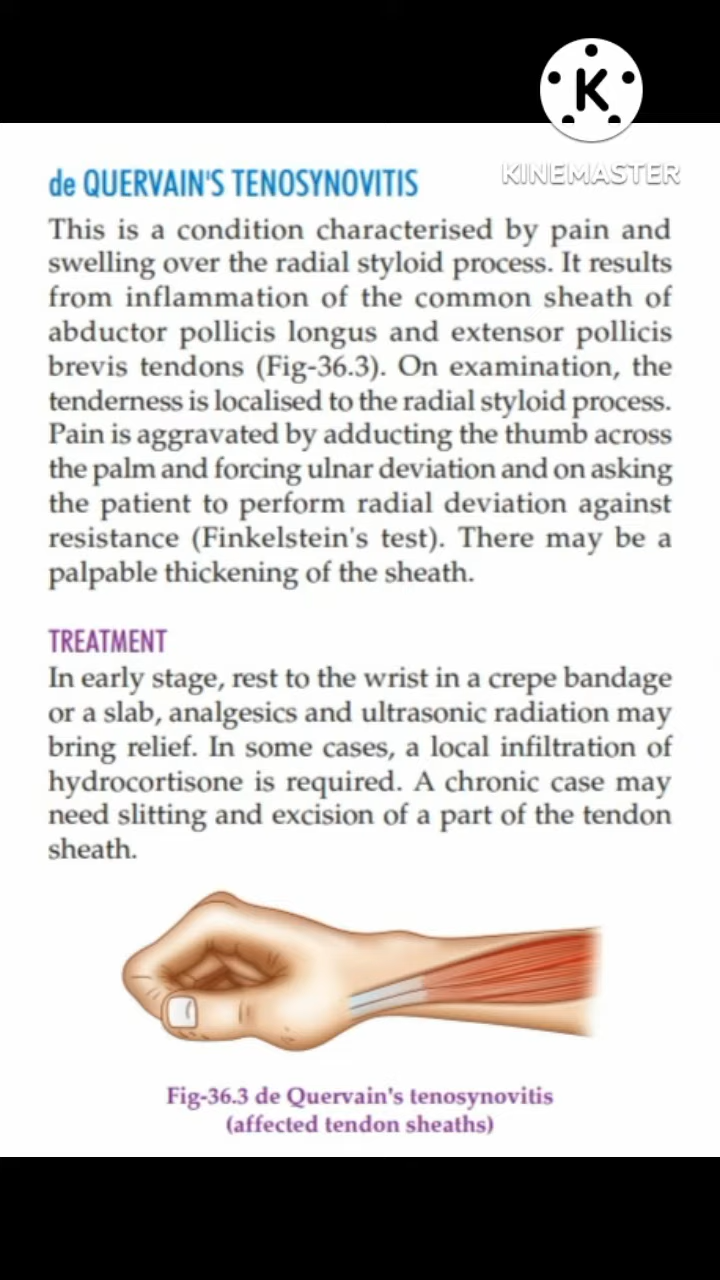 K
KINEMASTER
de QUERVAIN'S TENOSYNOVITIS
This is a condition characterised by pain and
swelling over the radial styloid process. It results
from inflammation of the common sheath of
abductor pollicis longus and extensor pollicis
brevis tendons (Fig-36.3). On examination, the
tenderness is localised to the radial styloid process.
Pain is aggravated by adducting the thumb across
the palm and forcing ulnar deviation and on asking
the patient to perform radial deviation against
resistance (Finkelstein's test). There may be a
palpable thickening of the sheath.
TREATMENT
In early stage, rest to the wrist in a crepe bandage
or a slab, analgesics and ultrasonic radiation may
bring relief. In some cases, a local infiltration of
hydrocortisone is required. A chronic case may
need slitting and excision of a part of the tendon
sheath.
Fig-36.3 de Quervain's tenosynovitis
(affected tendon sheaths)